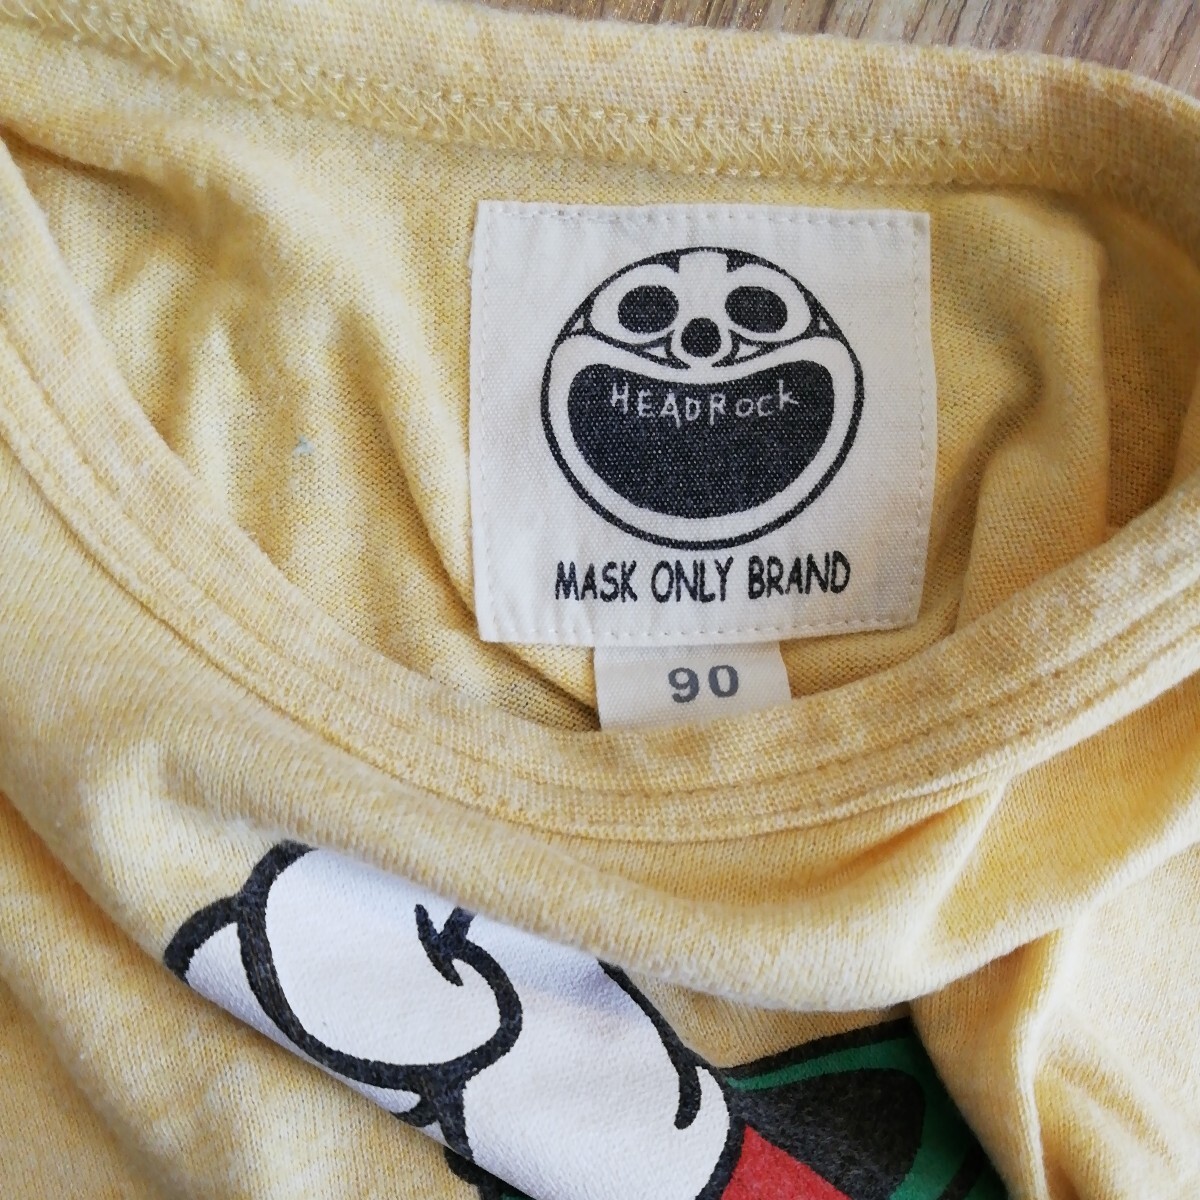 HEADROCK
MASK ONLY BRAND
90